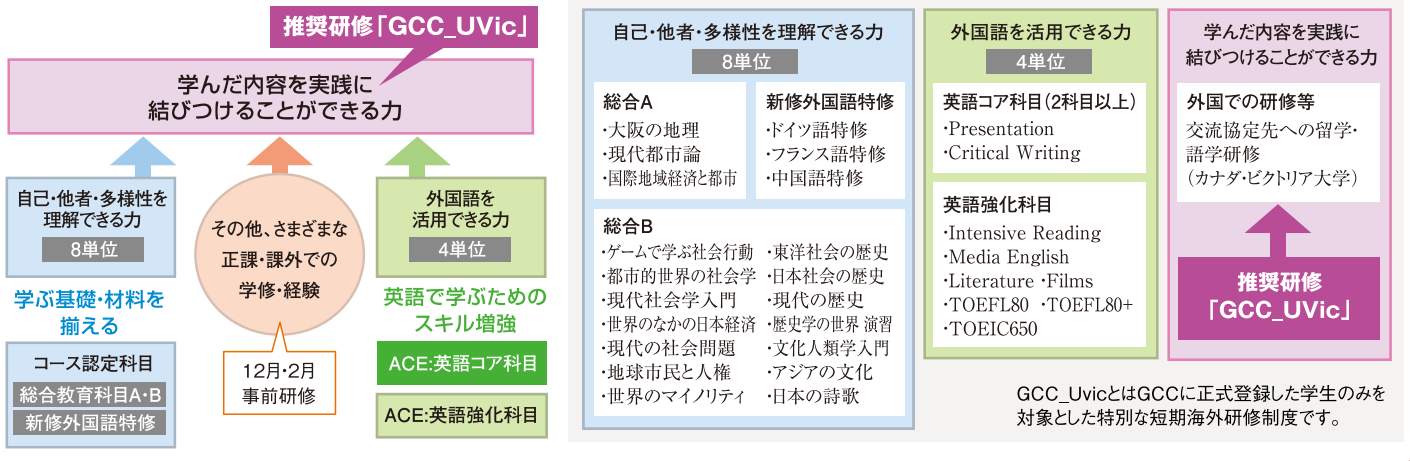 推奨研修「GCC_UVic」
学んだ内容を実践に
結びつけることができる力
自己・他者・多様性を
理解できる力
8単位
学ぶ基礎・材料を
揃える
コース認定科目
総合教育科目A・B
新修外国語特修
その他、さまざまな
正課・課外での
学修・経験
12月・2月
事前研修
外国語を
活用できる力
4単位
英語で学ぶための
スキル増強
ACE:英語コア科目
ACE:英語強化科目
自己・他者・多様性を理解できる力
8単位
総合A
・大阪の地理
・現代都市論
・国際地域経済と都市
新修外国語特修
・ドイツ語特修
・フランス語特修
・中国語特修
総合B
・ゲームで学ぶ社会行動
・都市的世界の社会学
・現代社会学入門
・世界のなかの日本経済
・現代の社会問題
・地球市民と人権
・世界のマイノリティ
・東洋社会の歴史
・日本社会の歴史
・現代の歴史
・歴史学の世界 演習
・文化人類学入門
・アジアの文化
・日本の詩歌
外国語を活用できる力
4単位
英語コア科目(2科目以上)
・Presentation
・Critical Writing
英語強化科目
・Intensive Reading
・Media English
・Literature ・Films
・TOEFL80 ・TOEFL80+
・TOEIC650
学んだ内容を実践に
結びつけることができる力
外国での研修等
交流協定先への留学・
語学研修
(カナダ・ビクトリア大学)
推奨研修
「GCC_UVic」
GCC_UvicとはGCCに正式登録した学生のみを
対象とした特別な短期海外研修制度です。